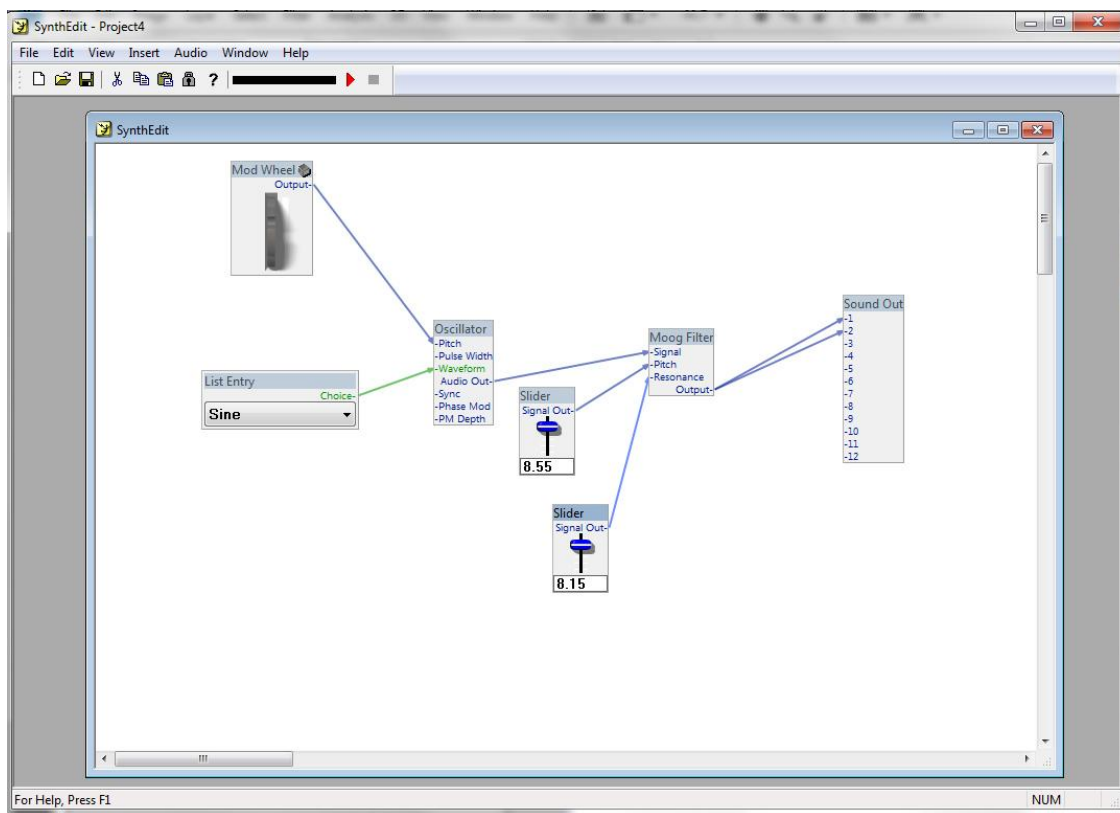 SynthEdit - Project4
File Edit View Insert Audio Window Help
?
SynthEdit
Mod Wheel
Output-
List Entry
Choice-
Sine
Oscillator
-Pitch
-Pulse Width
-Waveform
Audio Out-
-Sync
-Phase Mod
-PM Depth
Slider
Signal Out-
8.55
Slider
Signal Out-
8.15
Moog Filter
-Signal
-Pitch
-Resonance
Output-
Sound Out
-1
-2
-3
-4
-5
-6
-7
-8
-9
-10
-11
-12
For Help, Press F1
NUM